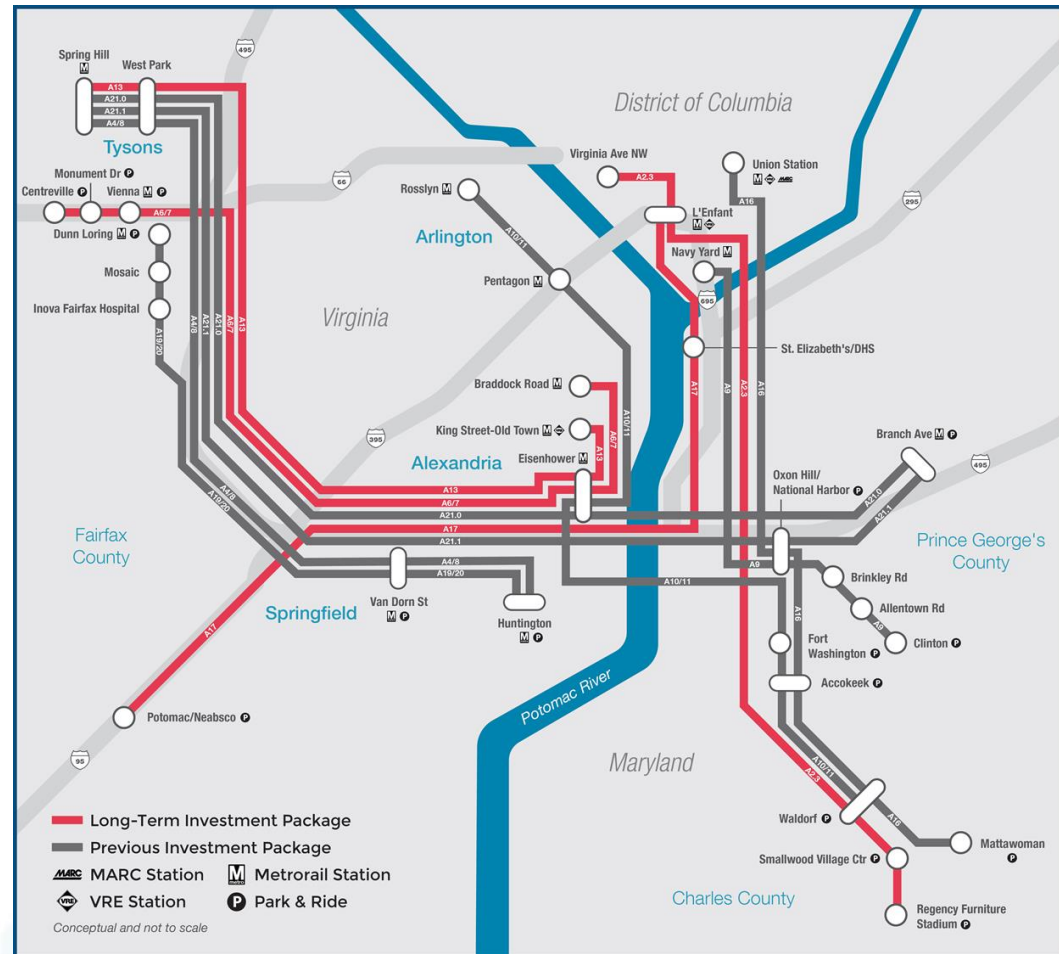 495
Spring Hill
M
West Park
A13
A21.0
A21.1
A4/8
Tysons
District of Columbia
Virginia Ave NW
A2.3
Union Station
M VRE MARC
A16
66
Monument Dr P
Centreville P
Vienna M P
A6/7
Dunn Loring M P
Mosaic
Inova Fairfax Hospital
A19/20
Rosslyn M
A10/11
Arlington
Pentagon M
L'Enfant
M VRE
Navy Yard M
295
695
Virginia
A4/8
A21.1
A21.0
A6/7
A13
St. Elizabeth's/DHS
A17
A9
A2.3
A16
Braddock Road M
A6/7
A10/11
King Street-Old Town M VRE
A13
395
Alexandria
Eisenhower M
Branch Ave M P
495
Oxon Hill/
National Harbor P
A4/8
A19/20
A13
A6/7
A21.0
A17
A21.1
A21.0
A21.1
Fairfax
County
Prince George's
County
A4/8
A19/20
A9
A10/11
Van Dorn St
M P
Springfield
Huntington
M P
Brinkley Rd
Allentown Rd
A9
Clinton P
A16
Fort
Washington P
Accokeek P
A17
Potomac River
Potomac/Neabsco P
95
Maryland
A2.3
A10/11
A16
Waldorf P
Mattawoman
P
Smallwood Village Ctr P
Charles County
Regency Furniture
Stadium P
Long-Term Investment Package
Previous Investment Package
MARC MARC Station
M Metrorail Station
VRE VRE Station
P Park & Ride
Conceptual and not to scale